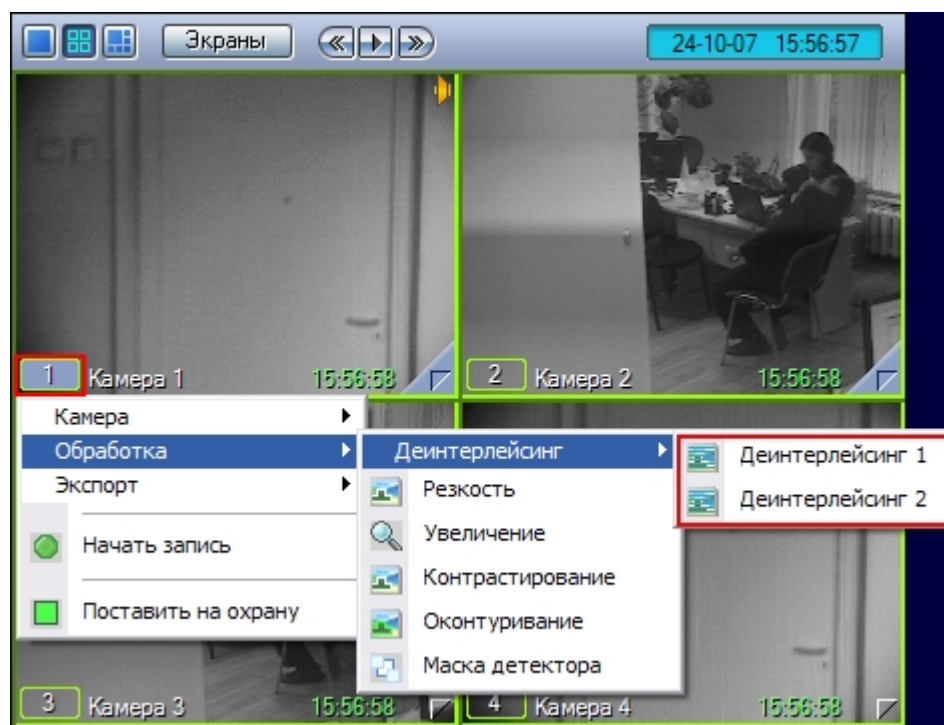 Экраны
24-10-07 15:56:57
1 Камера 1 15:56:58
2 Камера 2 15:56:58
Камера
Обработка
Экспорт
Начать запись
Поставить на охрану
Деинтерлейсинг
Резкость
Увеличение
Контрастирование
Оконтуривание
Маска детектора
Деинтерлейсинг 1
Деинтерлейсинг 2
3 Камера 3 15:56:58
4 Камера 4 15:56:58